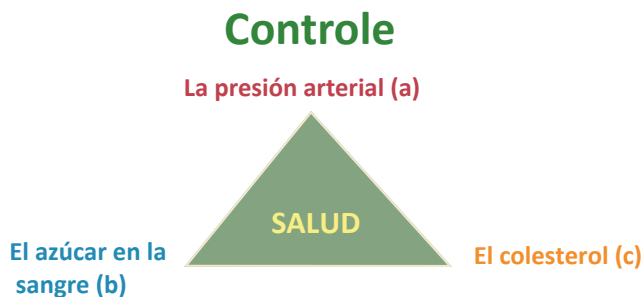 Controle
La presión arterial (a)
SALUD
El azúcar en la
sangre (b)
El colesterol (c)